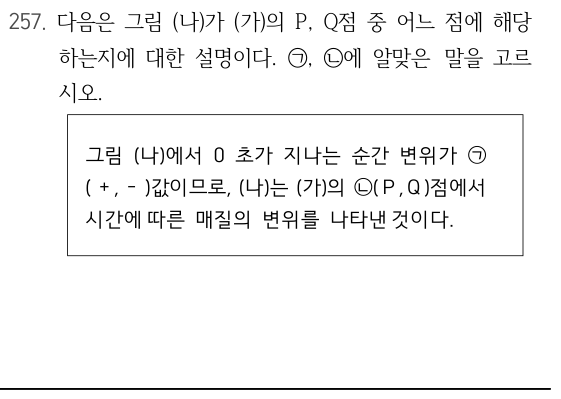 257. 다음은 그림 (나)가 (가)의 P, Q점 중 어느 점에 해당
하는지에 대한 설명이다. ㉠, ㉡에 알맞은 말을 고르
시오.
그림 (나)에서 0 초가 지나는 순간 변위가 ㉠
( + , - )값이므로, (나)는 (가)의 ㉡( P , Q )점에서
시간에 따른 매질의 변위를 나타낸 것이다.